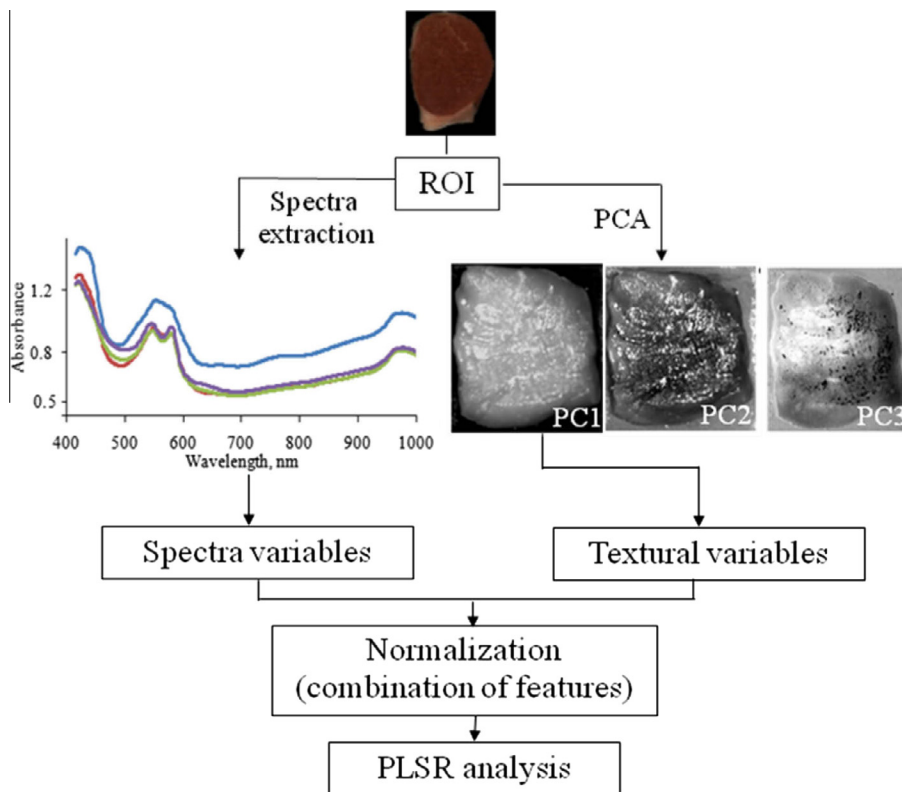 ROI
Spectra
extraction
PCA
Absorbance
1.2
0.8
0.5
400 500 600 700 800 900 1000
Wavelength, nm
PC1
PC2
PC3
Spectra variables
Textural variables
Normalization
(combination of features)
PLSR analysis